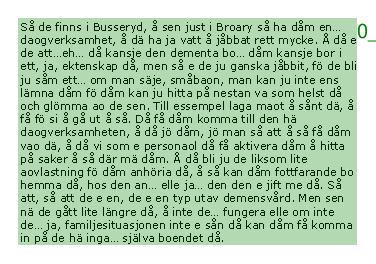 Så de finns i Busseryd, å sen just i Broary så ha dåm en...
daogverksamheten, å dä ha ja vatt å jåbbat rett mycke. Å då e
de att...eh... då kansje den dementa bo... dåm kansje bor i
ett, ja, ektenskap då, men så e de ju ganska jåbbit, fö de bli
ju såm ett... om man säje, småbaon, man kan ju inte ens
lämna dåm fö dåm kan ju hitta på nestan va som helst då
och glömma ao de sen. Till essempel laga maot å sånt dä, å
få fö si å gå ut å så. Då få dåm komma till den hä
daogverksamheten, å då jö dåm, jö man så att å så få dåm
vao dä, å då vi som e personaol då få aktivera dåm å hitta
på saker å så där mä dåm. Å då bli ju de liksom lite
aovlastning fö dåm anhöria då, å så kan dåm fottfarande bo
hemma då, hos den an... elle ja... den den e jift me då. Så
att, så att de e en, de e en typ utav demensvård. Men sen
nä de gått lite längre då, å inte de... fungera elle om inte
de... ja, familjesituasjonen inte e sån då kan dåm få komma
in på de hä inga... själva boendet då.
0_